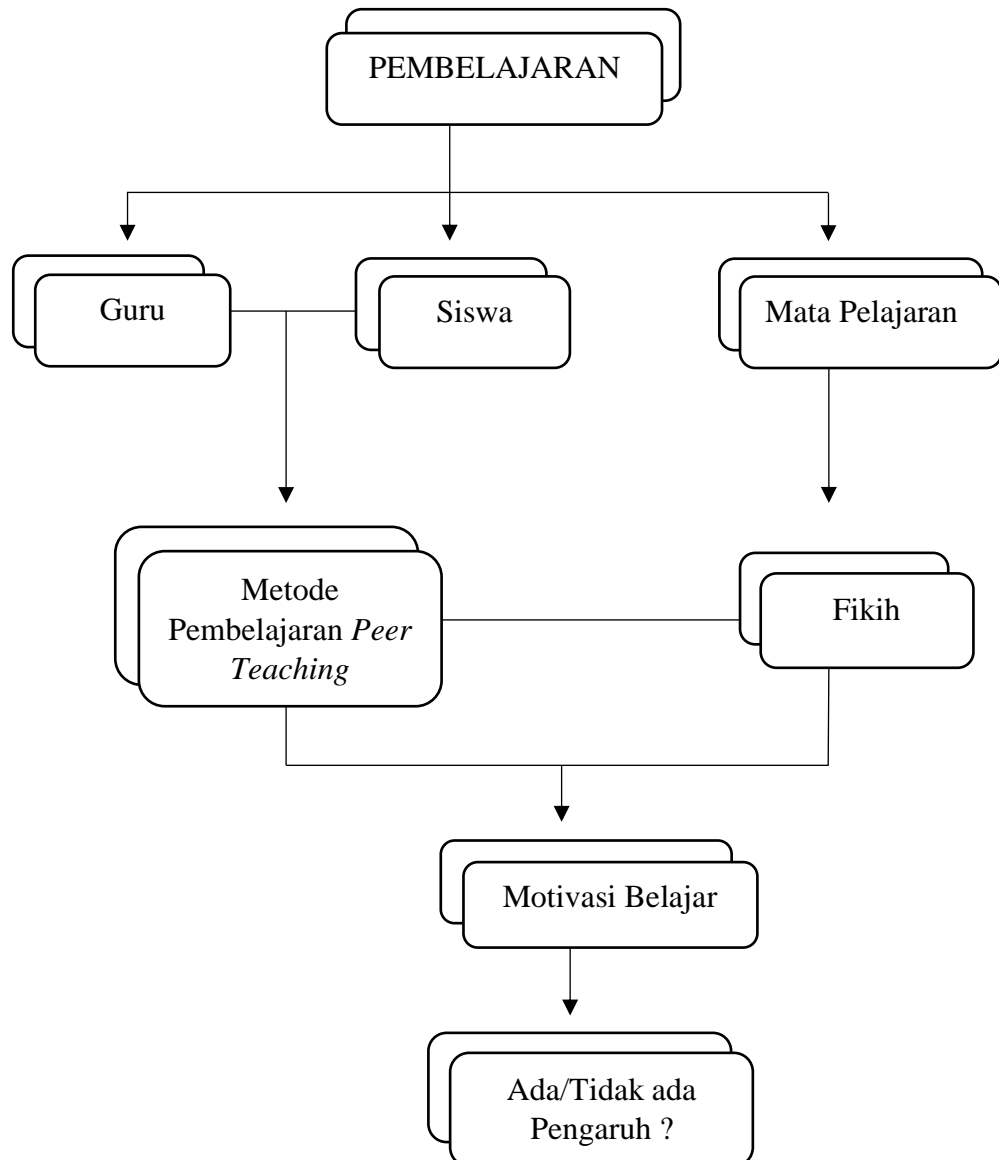 PEMBELAJARAN
Guru
Siswa
Mata Pelajaran
Metode
Pembelajaran Peer
Teaching
Fikih
Motivasi Belajar
Ada/Tidak ada
Pengaruh ?